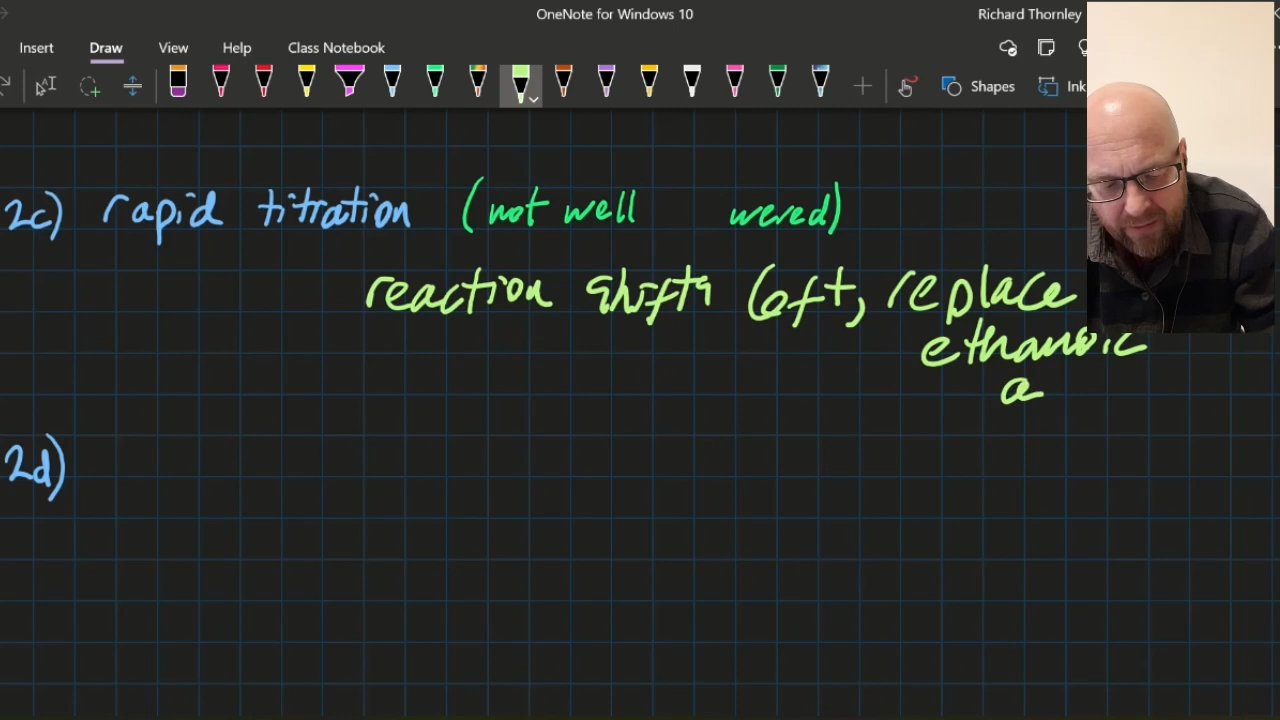 OneNote for Windows 10 Richard Thornley
Insert Draw View Help Class Notebook
Shapes Ink
2c) rapid titration (not well wered)
reaction shifts left, replace
ethanoic
a
2d)